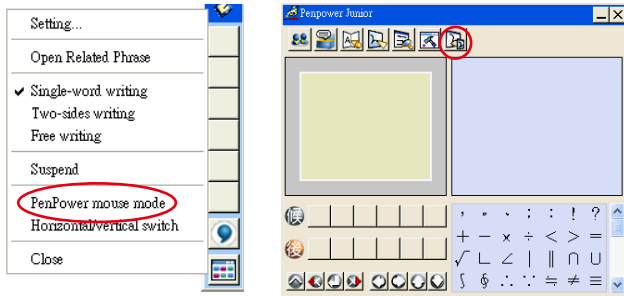 Setting...
Open Related Phrase
✔ Single-word writing
Two-sides writing
Free writing
Suspend
PenPower mouse mode
Horizontal/vertical switch
Close
Penpower Junior
候
後
, 。 、 ; : ! ?
+ − × ÷ < > =
√ ∟ ∠ | ∥ ∩ ∪
∫ ∮ ∴ ∵ ≒ ≠ ≡